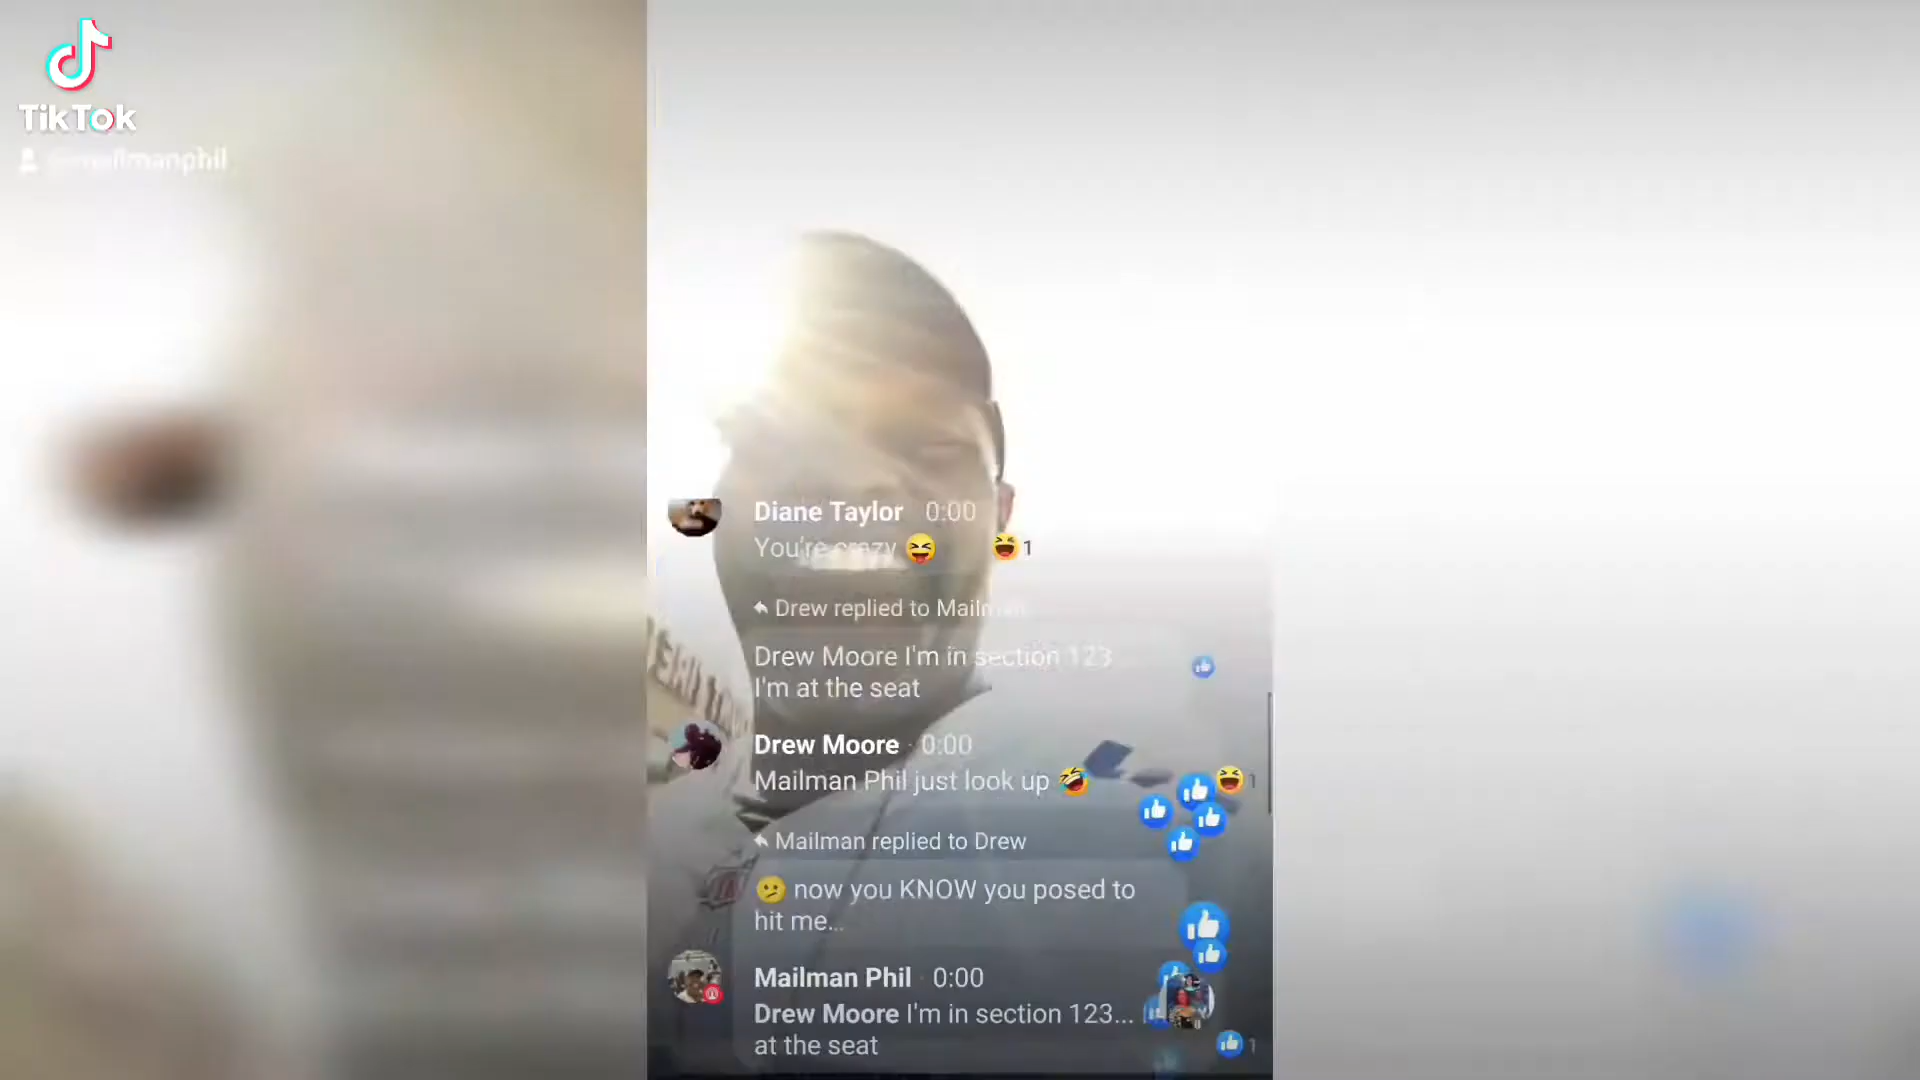 TikTok
Diane Taylor 0:00
You're crazy 😝 😆 1
Drew replied to Mailman
Drew Moore I'm in section 123...
I'm at the seat
Drew Moore · 0:00
Mailman Phil just look up 🤣 😆 1
Mailman replied to Drew
🫤 now you KNOW you posed to
hit me...
Mailman Phil · 0:00
Drew Moore I'm in section 123... I'm
at the seat 1